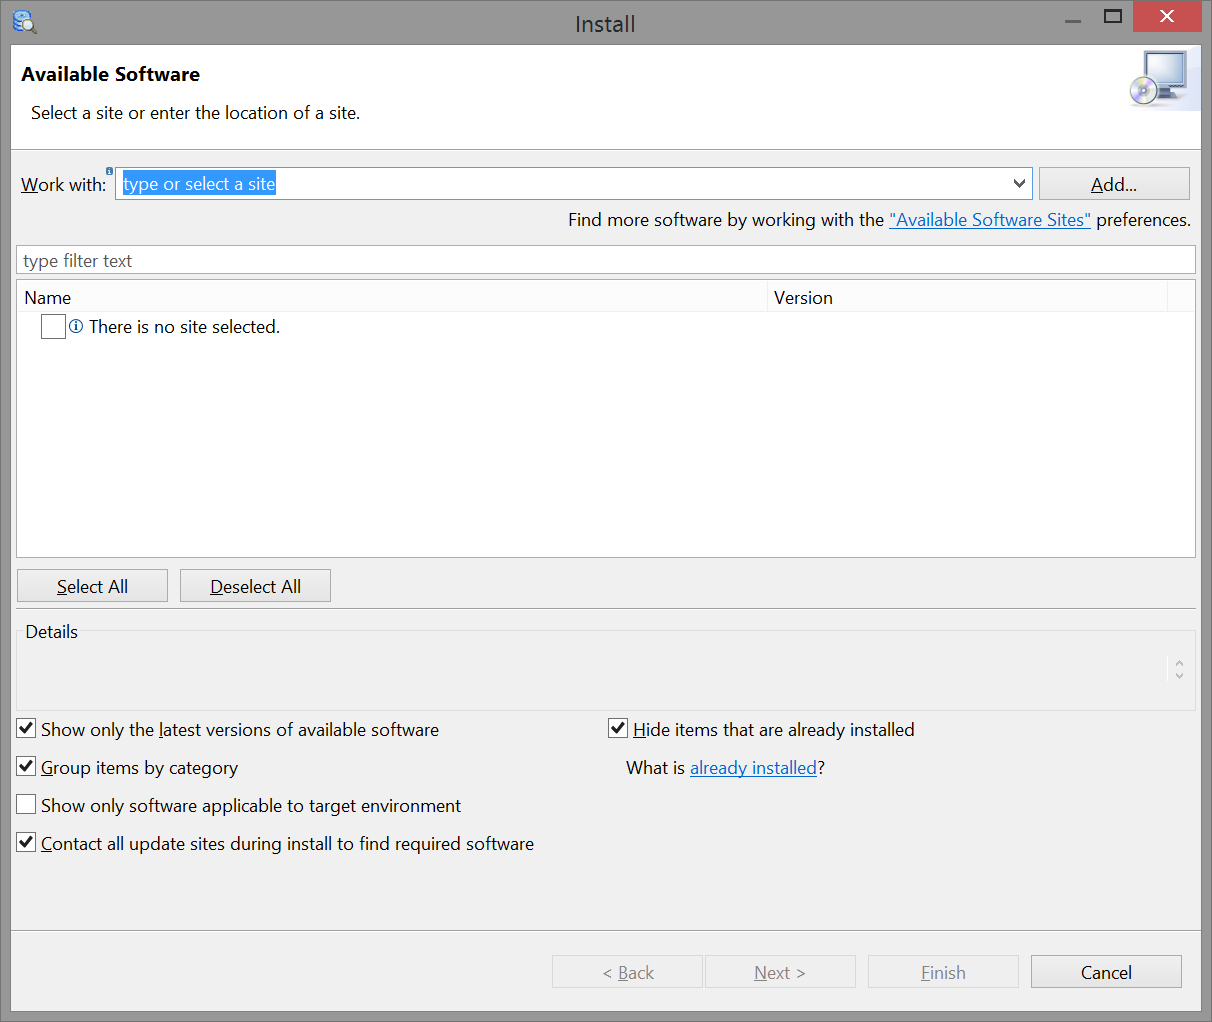 Install
Available Software
Select a site or enter the location of a site.
Work with: type or select a site Add...
Find more software by working with the "Available Software Sites" preferences.
type filter text
Name Version
There is no site selected.
Select All Deselect All
Details
Show only the latest versions of available software Hide items that are already installed
Group items by category What is already installed?
Show only software applicable to target environment
Contact all update sites during install to find required software
< Back Next > Finish Cancel